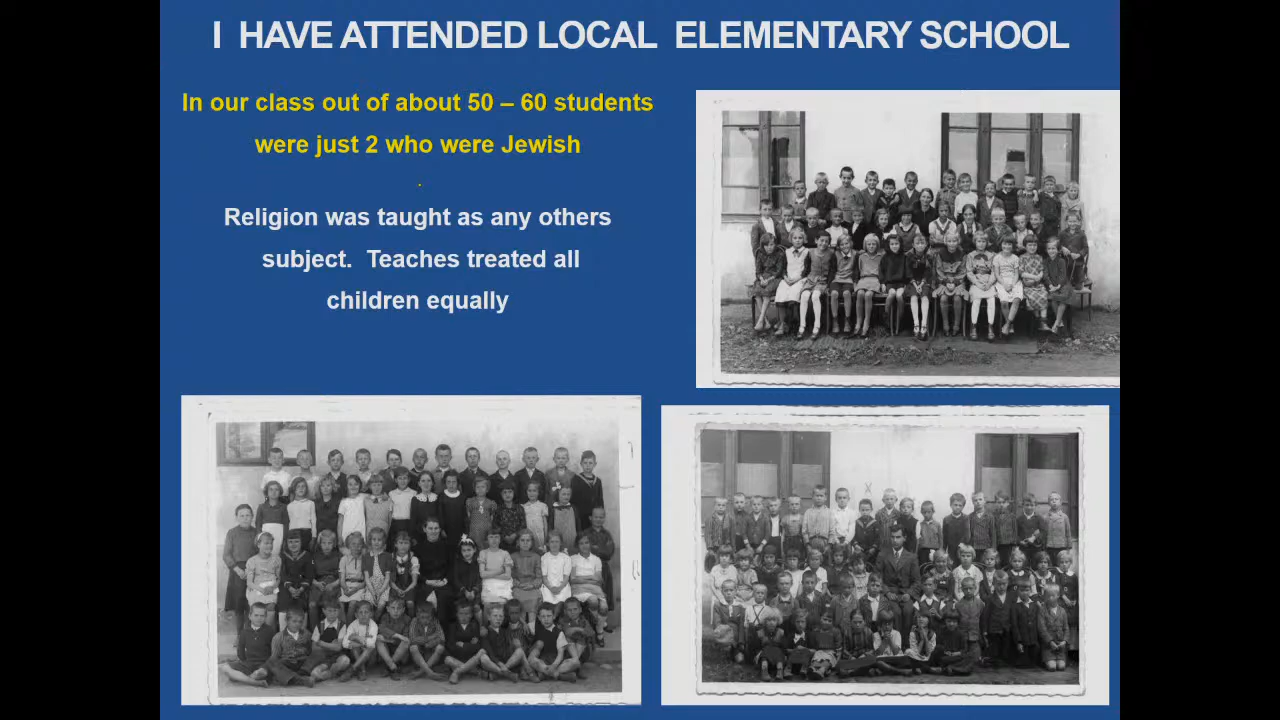 I HAVE ATTENDED LOCAL ELEMENTARY SCHOOL
In our class out of about 50 – 60 students
were just 2 who were Jewish
.
Religion was taught as any others
subject. Teaches treated all
children equally
X